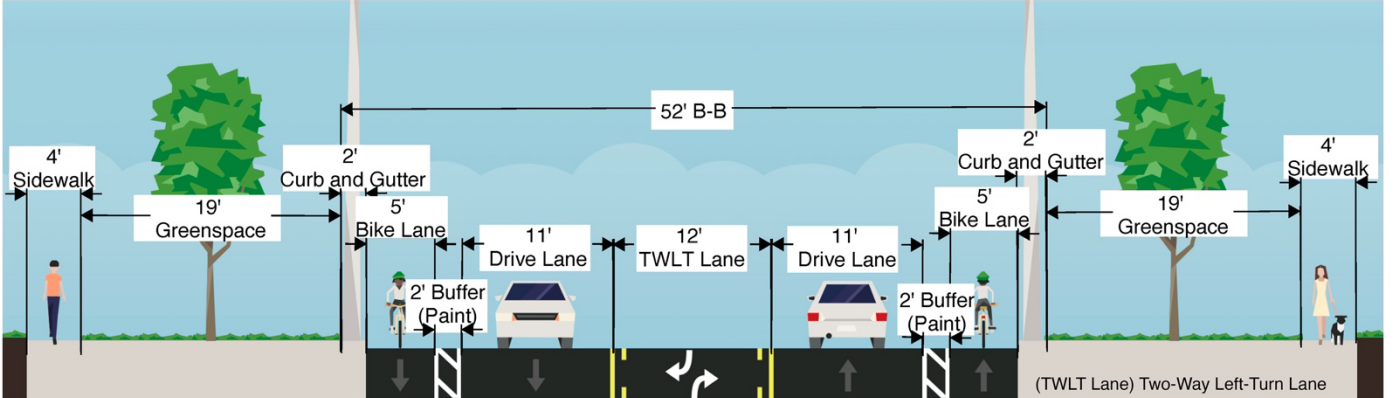 52' B-B
4'
Sidewalk
2'
Curb and Gutter
2'
Curb and Gutter
4'
Sidewalk
19'
Greenspace
5'
Bike Lane
5'
Bike Lane
19'
Greenspace
11'
Drive Lane
12'
TWLT Lane
11'
Drive Lane
2' Buffer
(Paint)
2' Buffer
(Paint)
(TWLT Lane) Two-Way Left-Turn Lane